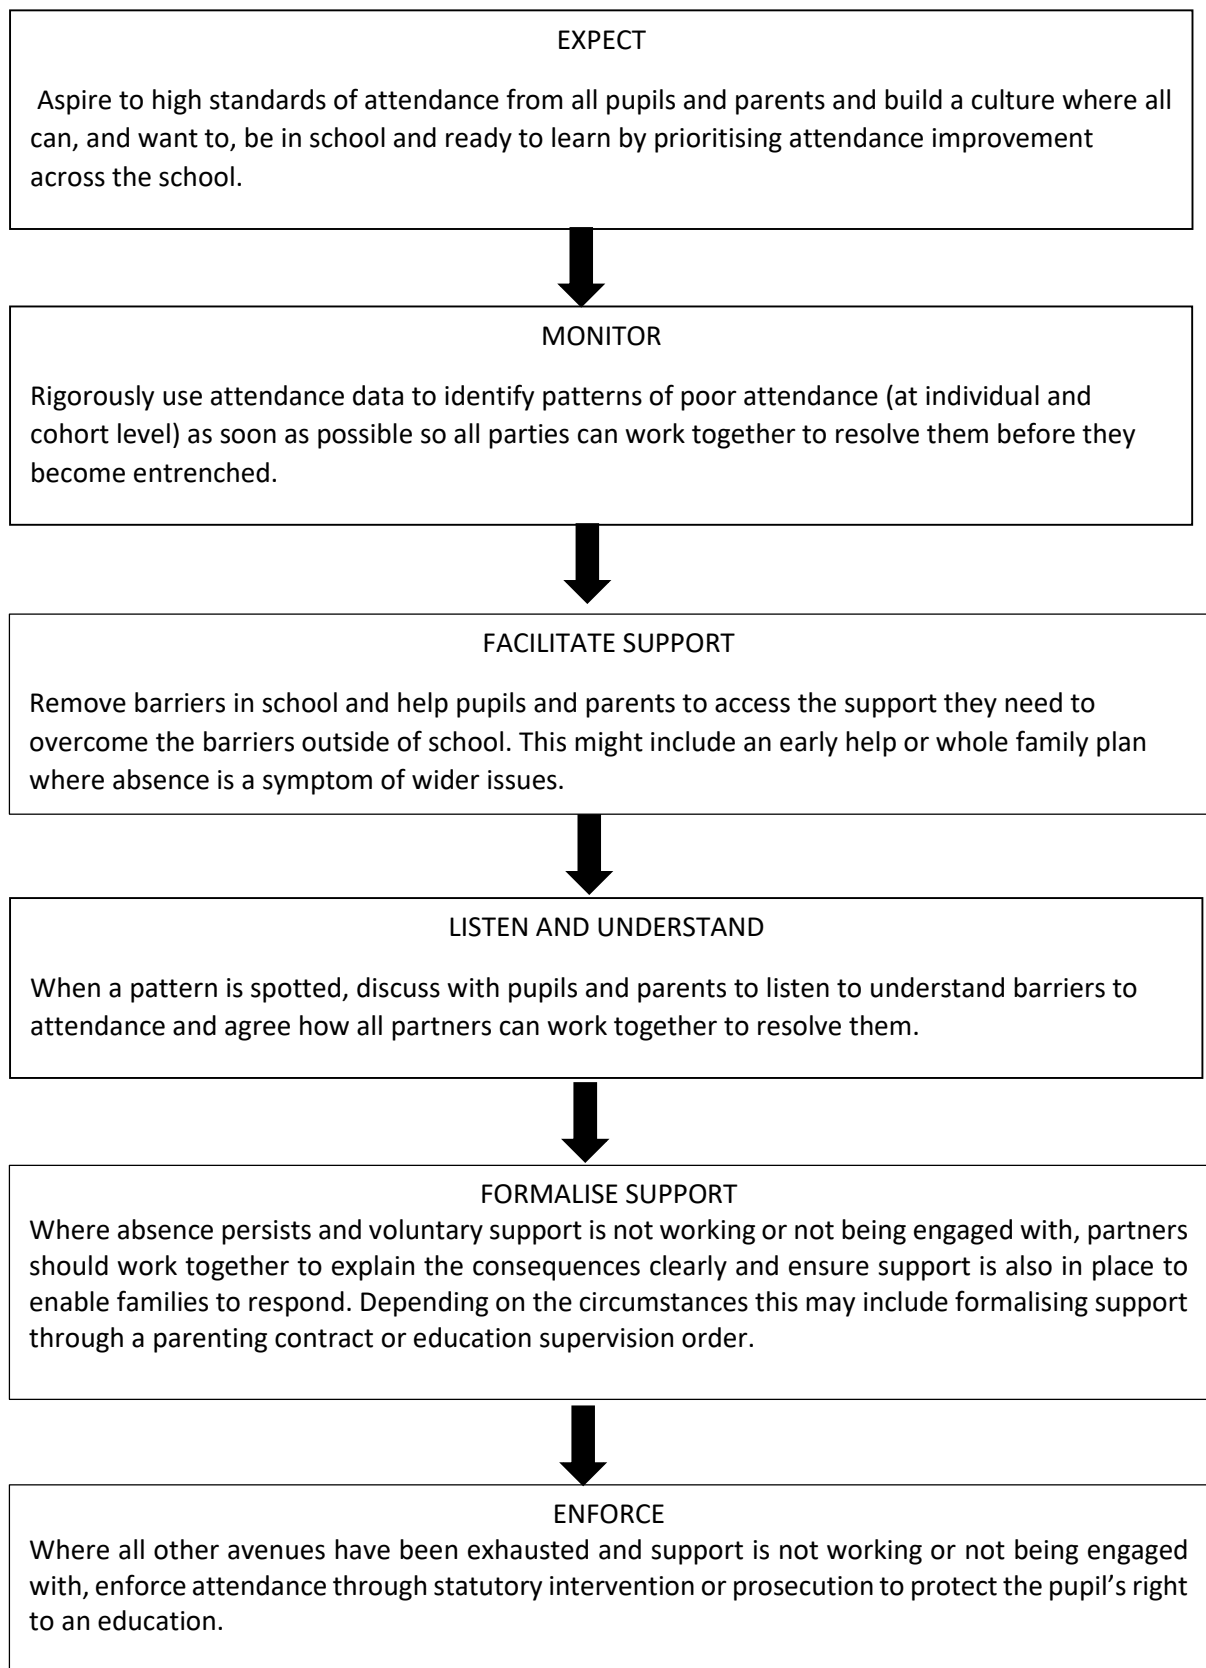 EXPECT
Aspire to high standards of attendance from all pupils and parents and build a culture where all
can, and want to, be in school and ready to learn by prioritising attendance improvement
across the school.
MONITOR
Rigorously use attendance data to identify patterns of poor attendance (at individual and
cohort level) as soon as possible so all parties can work together to resolve them before they
become entrenched.
FACILITATE SUPPORT
Remove barriers in school and help pupils and parents to access the support they need to
overcome the barriers outside of school. This might include an early help or whole family plan
where absence is a symptom of wider issues.
LISTEN AND UNDERSTAND
When a pattern is spotted, discuss with pupils and parents to listen to understand barriers to
attendance and agree how all partners can work together to resolve them.
FORMALISE SUPPORT
Where absence persists and voluntary support is not working or not being engaged with, partners
should work together to explain the consequences clearly and ensure support is also in place to
enable families to respond. Depending on the circumstances this may include formalising support
through a parenting contract or education supervision order.
ENFORCE
Where all other avenues have been exhausted and support is not working or not being engaged
with, enforce attendance through statutory intervention or prosecution to protect the pupil’s right
to an education.